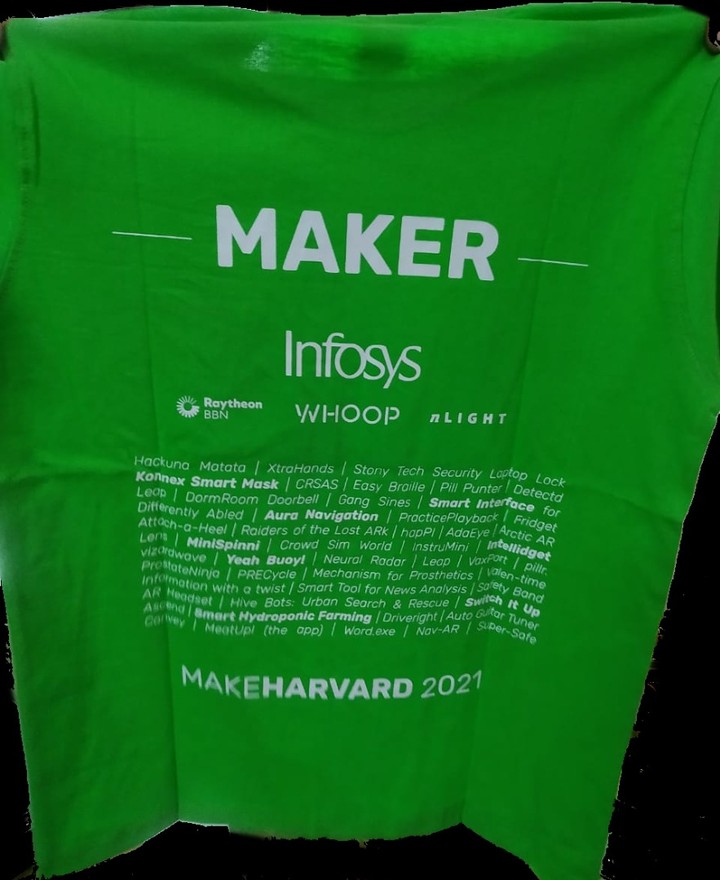 MAKER
Infosys
Raytheon
BBN
WHOOP
nLIGHT
Hackuna Matata | XtraHands | Stony Tech Security Laptop Lock
Konnex Smart Mask | CRSAS | Easy Braille | Pill Punter | Detectd
Leap | DormRoom Doorbell | Gang Sines | Smart Interface for
Differently Abled | Aura Navigation | PracticePlayback | Fridget
Attach-a-Heel | Raiders of the Lost ARk | hapPI | AdaEye | Arctic AR
Lens | MiniSpinni | Crowd Sim World | InstruMini | Intellidget
vizardwave | Yeah Buoy! | Neural Radar | Leap | VaxPort | pillr.
ProstateNinja | PRECycle | Mechanism for Prosthetics | Valen-time
Information with a twist | Smart Tool for News Analysis | Safety Band
AR Headset | Hive Bots: Urban Search & Rescue | Switch It Up
Ascend | Smart Hydroponic Farming | Driveright | Auto Guitar Tuner
Convey | MeatUp! (the app) | Word.exe | Nav-AR | Super-Safe
MAKEHARVARD 2021